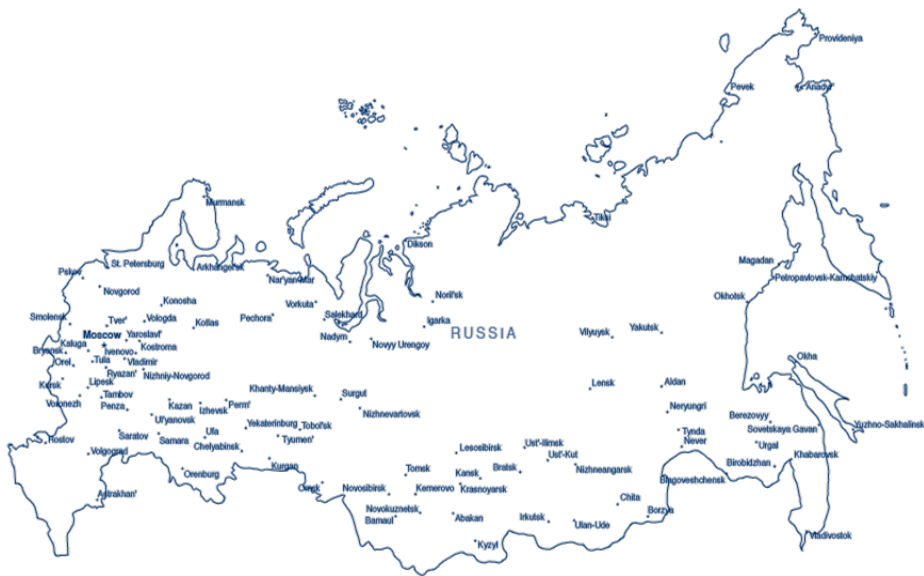 Provideniya
Pevek
Anadyr'
Murmansk
Tiksi
Dikson
St. Petersburg
Arkhangel'sk
Pskov
Nar'yan-Mar
Magadan
Petropavlovsk-Kamchatskiy
Novgorod
Noril'sk
Okhotsk
Konosha
Vorkuta
Smolensk
Tver'
Vologda
Kotlas
Pechora
Salekhard
Igarka
RUSSIA
Vilyuysk
Yakutsk
Moscow
Yaroslavl'
Nadym
Novyy Urengoy
Kaluga
Kostroma
Bryansk
Ivenovo
Orel
Tula
Vladimir
Okha
Ryazan'
Nizhniy-Novgorod
Kursk
Lipesk
Khanty-Mansiysk
Surgut
Lensk
Aldan
Voronezh
Tambov
Penza
Kazan
Izhevsk
Perm'
Nizhnevartovsk
Neryungri
Berezovyy
Ul'yanovsk
Yekaterinburg
Tobol'sk
Sovetskaya Gavan
Yuzhno-Sakhalinsk
Rostov
Saratov
Samara
Ufa
Tyumen'
Tynda
Never
Urgal
Volgograd
Chelyabinsk
Lesosibirsk
Ust'-Ilimsk
Ust'-Kut
Khabarovsk
Orenburg
Kurgan
Tomsk
Kansk
Bratsk
Nizhneangarsk
Birobidzhan
Blagoveshchensk
Astrakhan'
Omsk
Novosibirsk
Kemerovo
Krasnoyarsk
Chita
Novokuznetsk
Barnaul
Abakan
Irkutsk
Ulan-Ude
Borzya
Kyzyl
Vladivostok